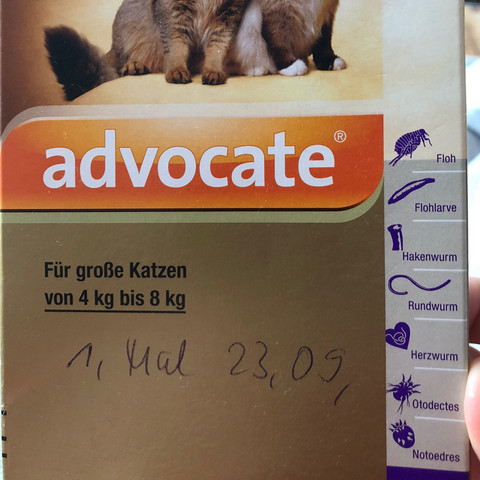 advocate®
Für große Katzen
von 4 kg bis 8 kg
1, Mal 23,09,
Floh
Flohlarve
Hakenwurm
Rundwurm
Herzwurm
Otodectes
Notoedres